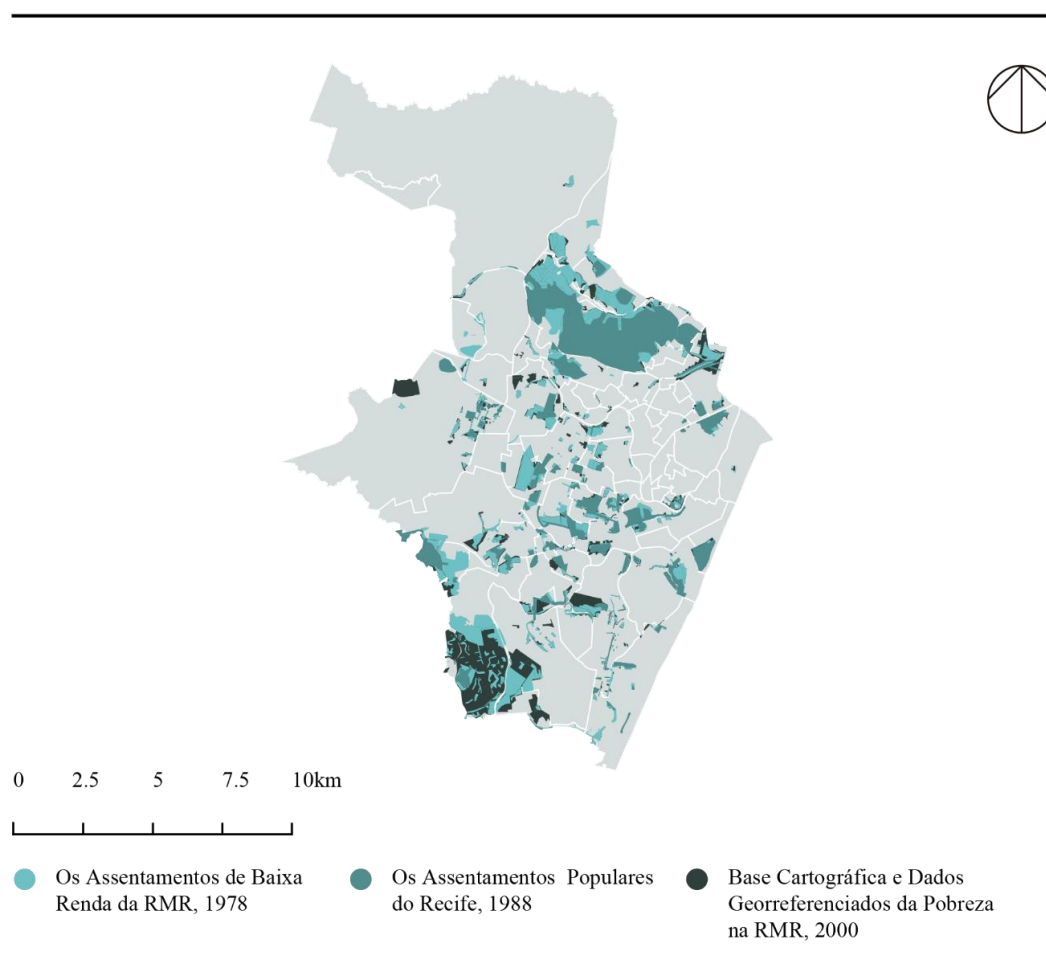 0 2.5 5 7.5 10km
Os Assentamentos de Baixa
Renda da RMR, 1978
Os Assentamentos Populares
do Recife, 1988
Base Cartográfica e Dados
Georreferenciados da Pobreza
na RMR, 2000